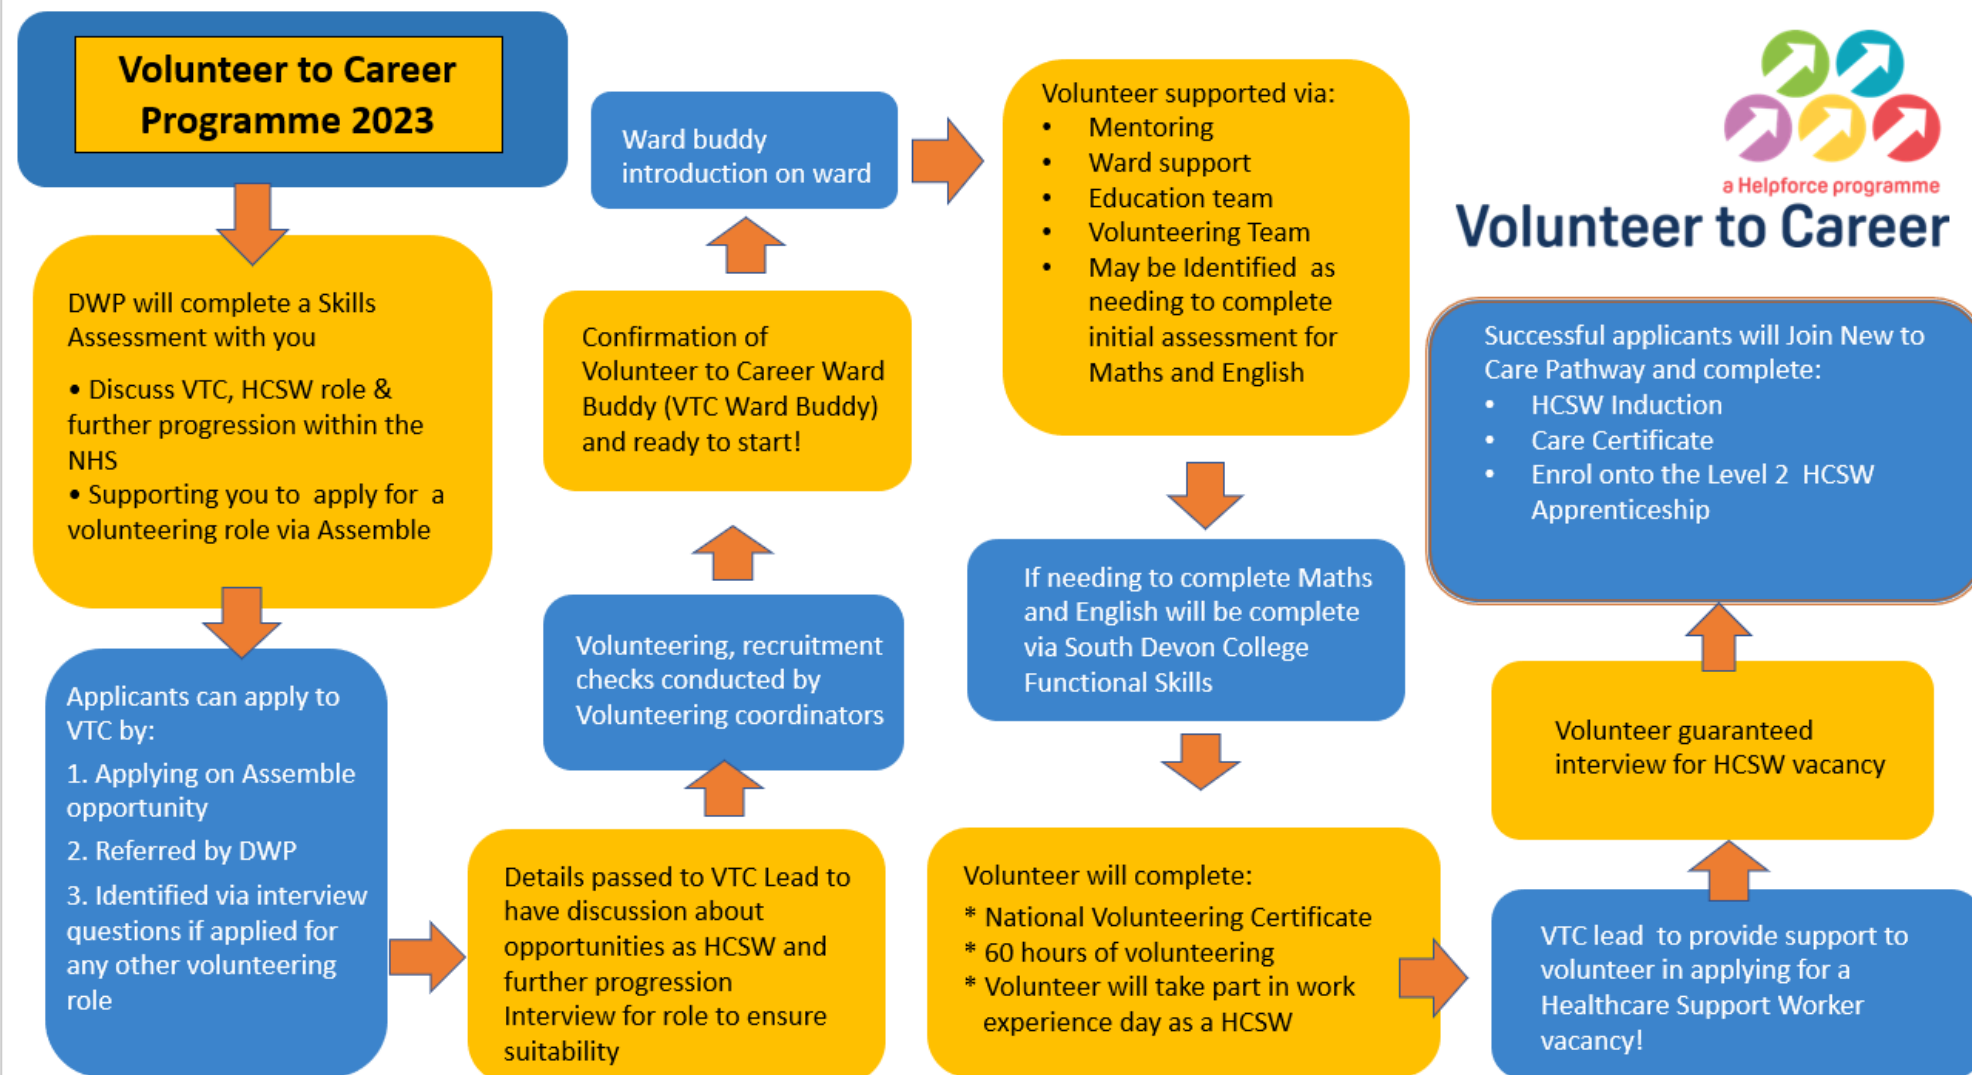 Volunteer to Career
Programme 2023
DWP will complete a Skills
Assessment with you
• Discuss VTC, HCSW role &
further progression within the
NHS
• Supporting you to apply for a
volunteering role via Assemble
Applicants can apply to
VTC by:
1. Applying on Assemble
opportunity
2. Referred by DWP
3. Identified via interview
questions if applied for
any other volunteering
role
Details passed to VTC Lead to
have discussion about
opportunities as HCSW and
further progression
Interview for role to ensure
suitability
Volunteering, recruitment
checks conducted by
Volunteering coordinators
Confirmation of
Volunteer to Career Ward
Buddy (VTC Ward Buddy)
and ready to start!
Ward buddy
introduction on ward
Volunteer supported via:
• Mentoring
• Ward support
• Education team
• Volunteering Team
• May be Identified as
needing to complete
initial assessment for
Maths and English
If needing to complete Maths
and English will be complete
via South Devon College
Functional Skills
Volunteer will complete:
* National Volunteering Certificate
* 60 hours of volunteering
* Volunteer will take part in work
experience day as a HCSW
VTC lead to provide support to
volunteer in applying for a
Healthcare Support Worker
vacancy!
Volunteer guaranteed
interview for HCSW vacancy
Successful applicants will Join New to
Care Pathway and complete:
• HCSW Induction
• Care Certificate
• Enrol onto the Level 2 HCSW
Apprenticeship
a Helpforce programme
Volunteer to Career